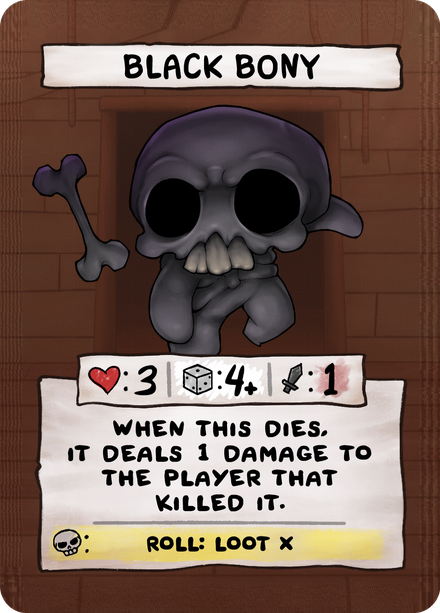 BLACK BONY
:3 :4+ :1
WHEN THIS DIES,
IT DEALS 1 DAMAGE TO
THE PLAYER THAT
KILLED IT.
: ROLL: LOOT X